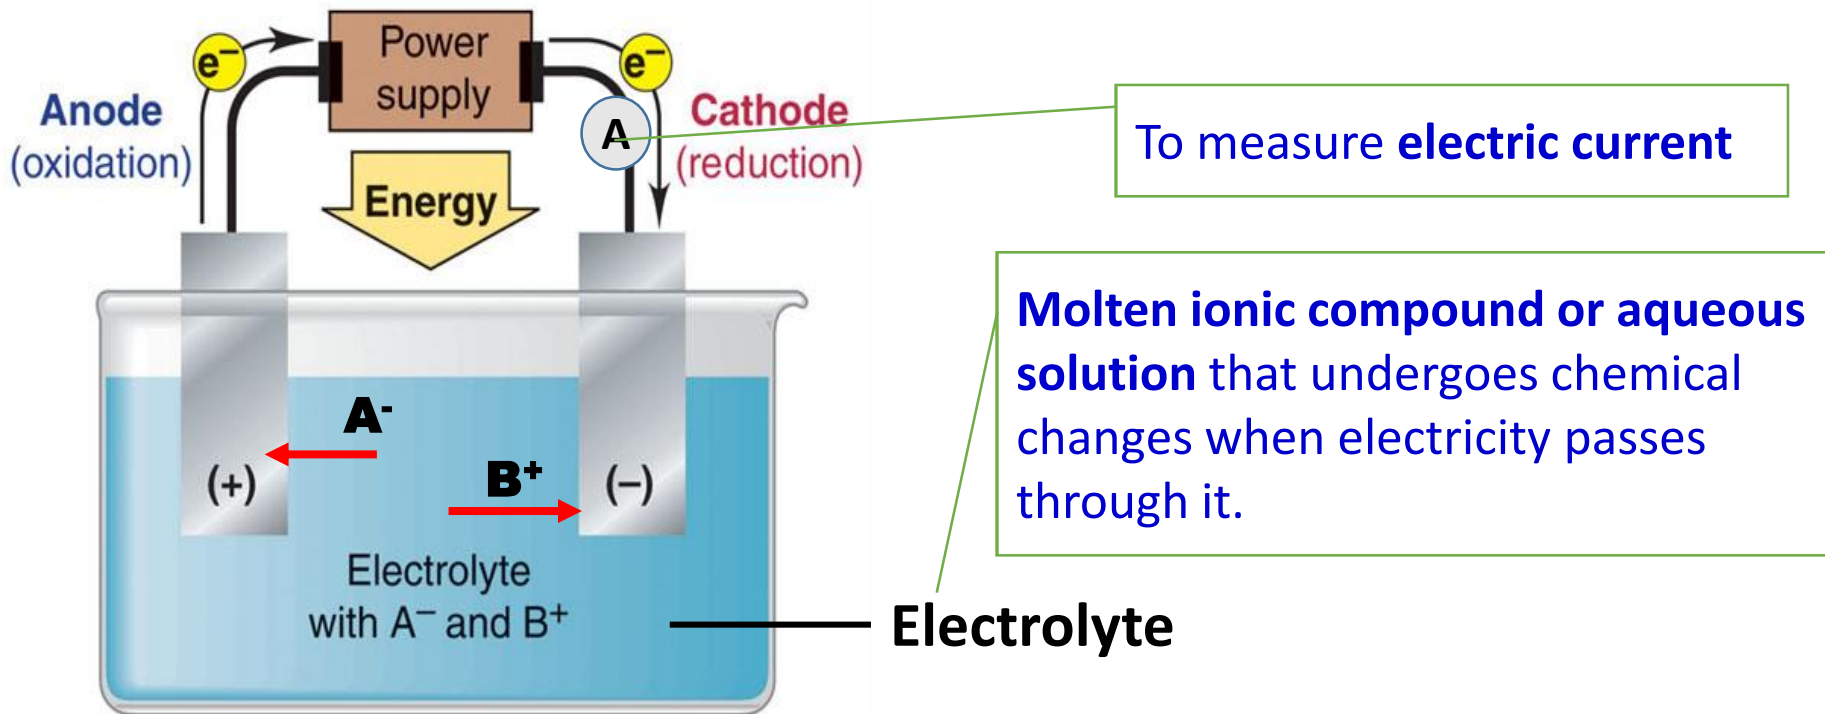 e⁻
Power
supply
e⁻
Anode
(oxidation)
A
Cathode
(reduction)
To measure electric current
Energy
Molten ionic compound or aqueous
solution that undergoes chemical
changes when electricity passes
through it.
A⁻
(+)
B⁺
(−)
Electrolyte
with A⁻ and B⁺
Electrolyte